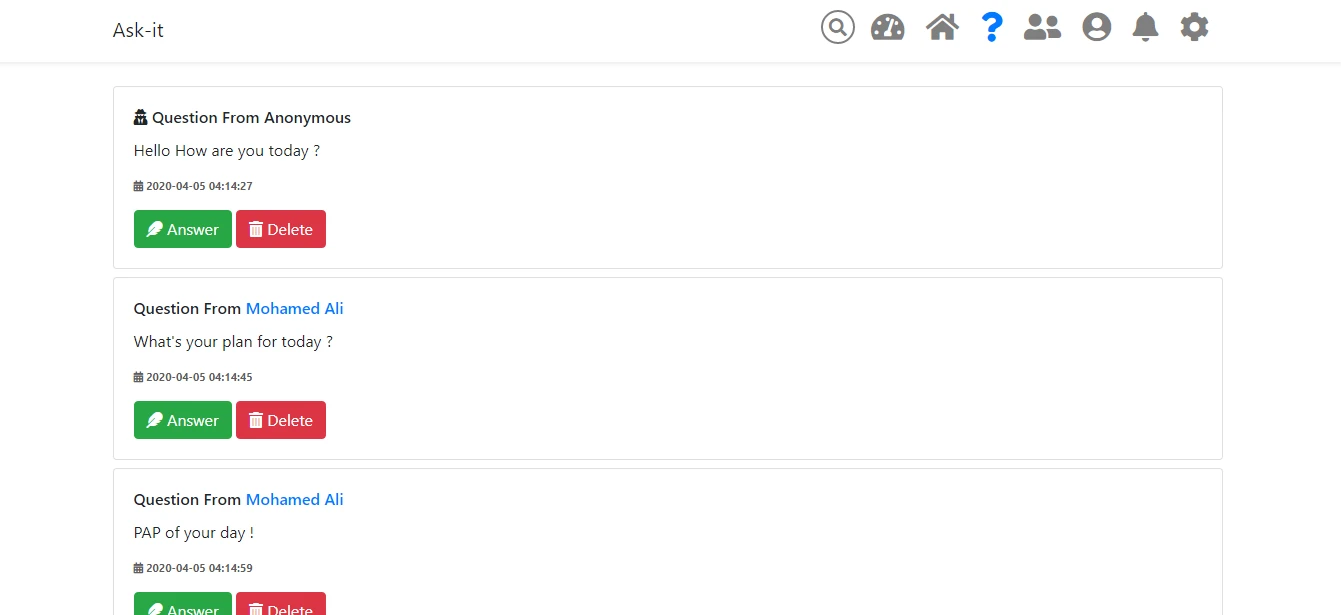 Ask-it
Question From Anonymous
Hello How are you today ?
2020-04-05 04:14:27
Answer Delete
Question From Mohamed Ali
What's your plan for today ?
2020-04-05 04:14:45
Answer Delete
Question From Mohamed Ali
PAP of your day !
2020-04-05 04:14:59
Answer Delete